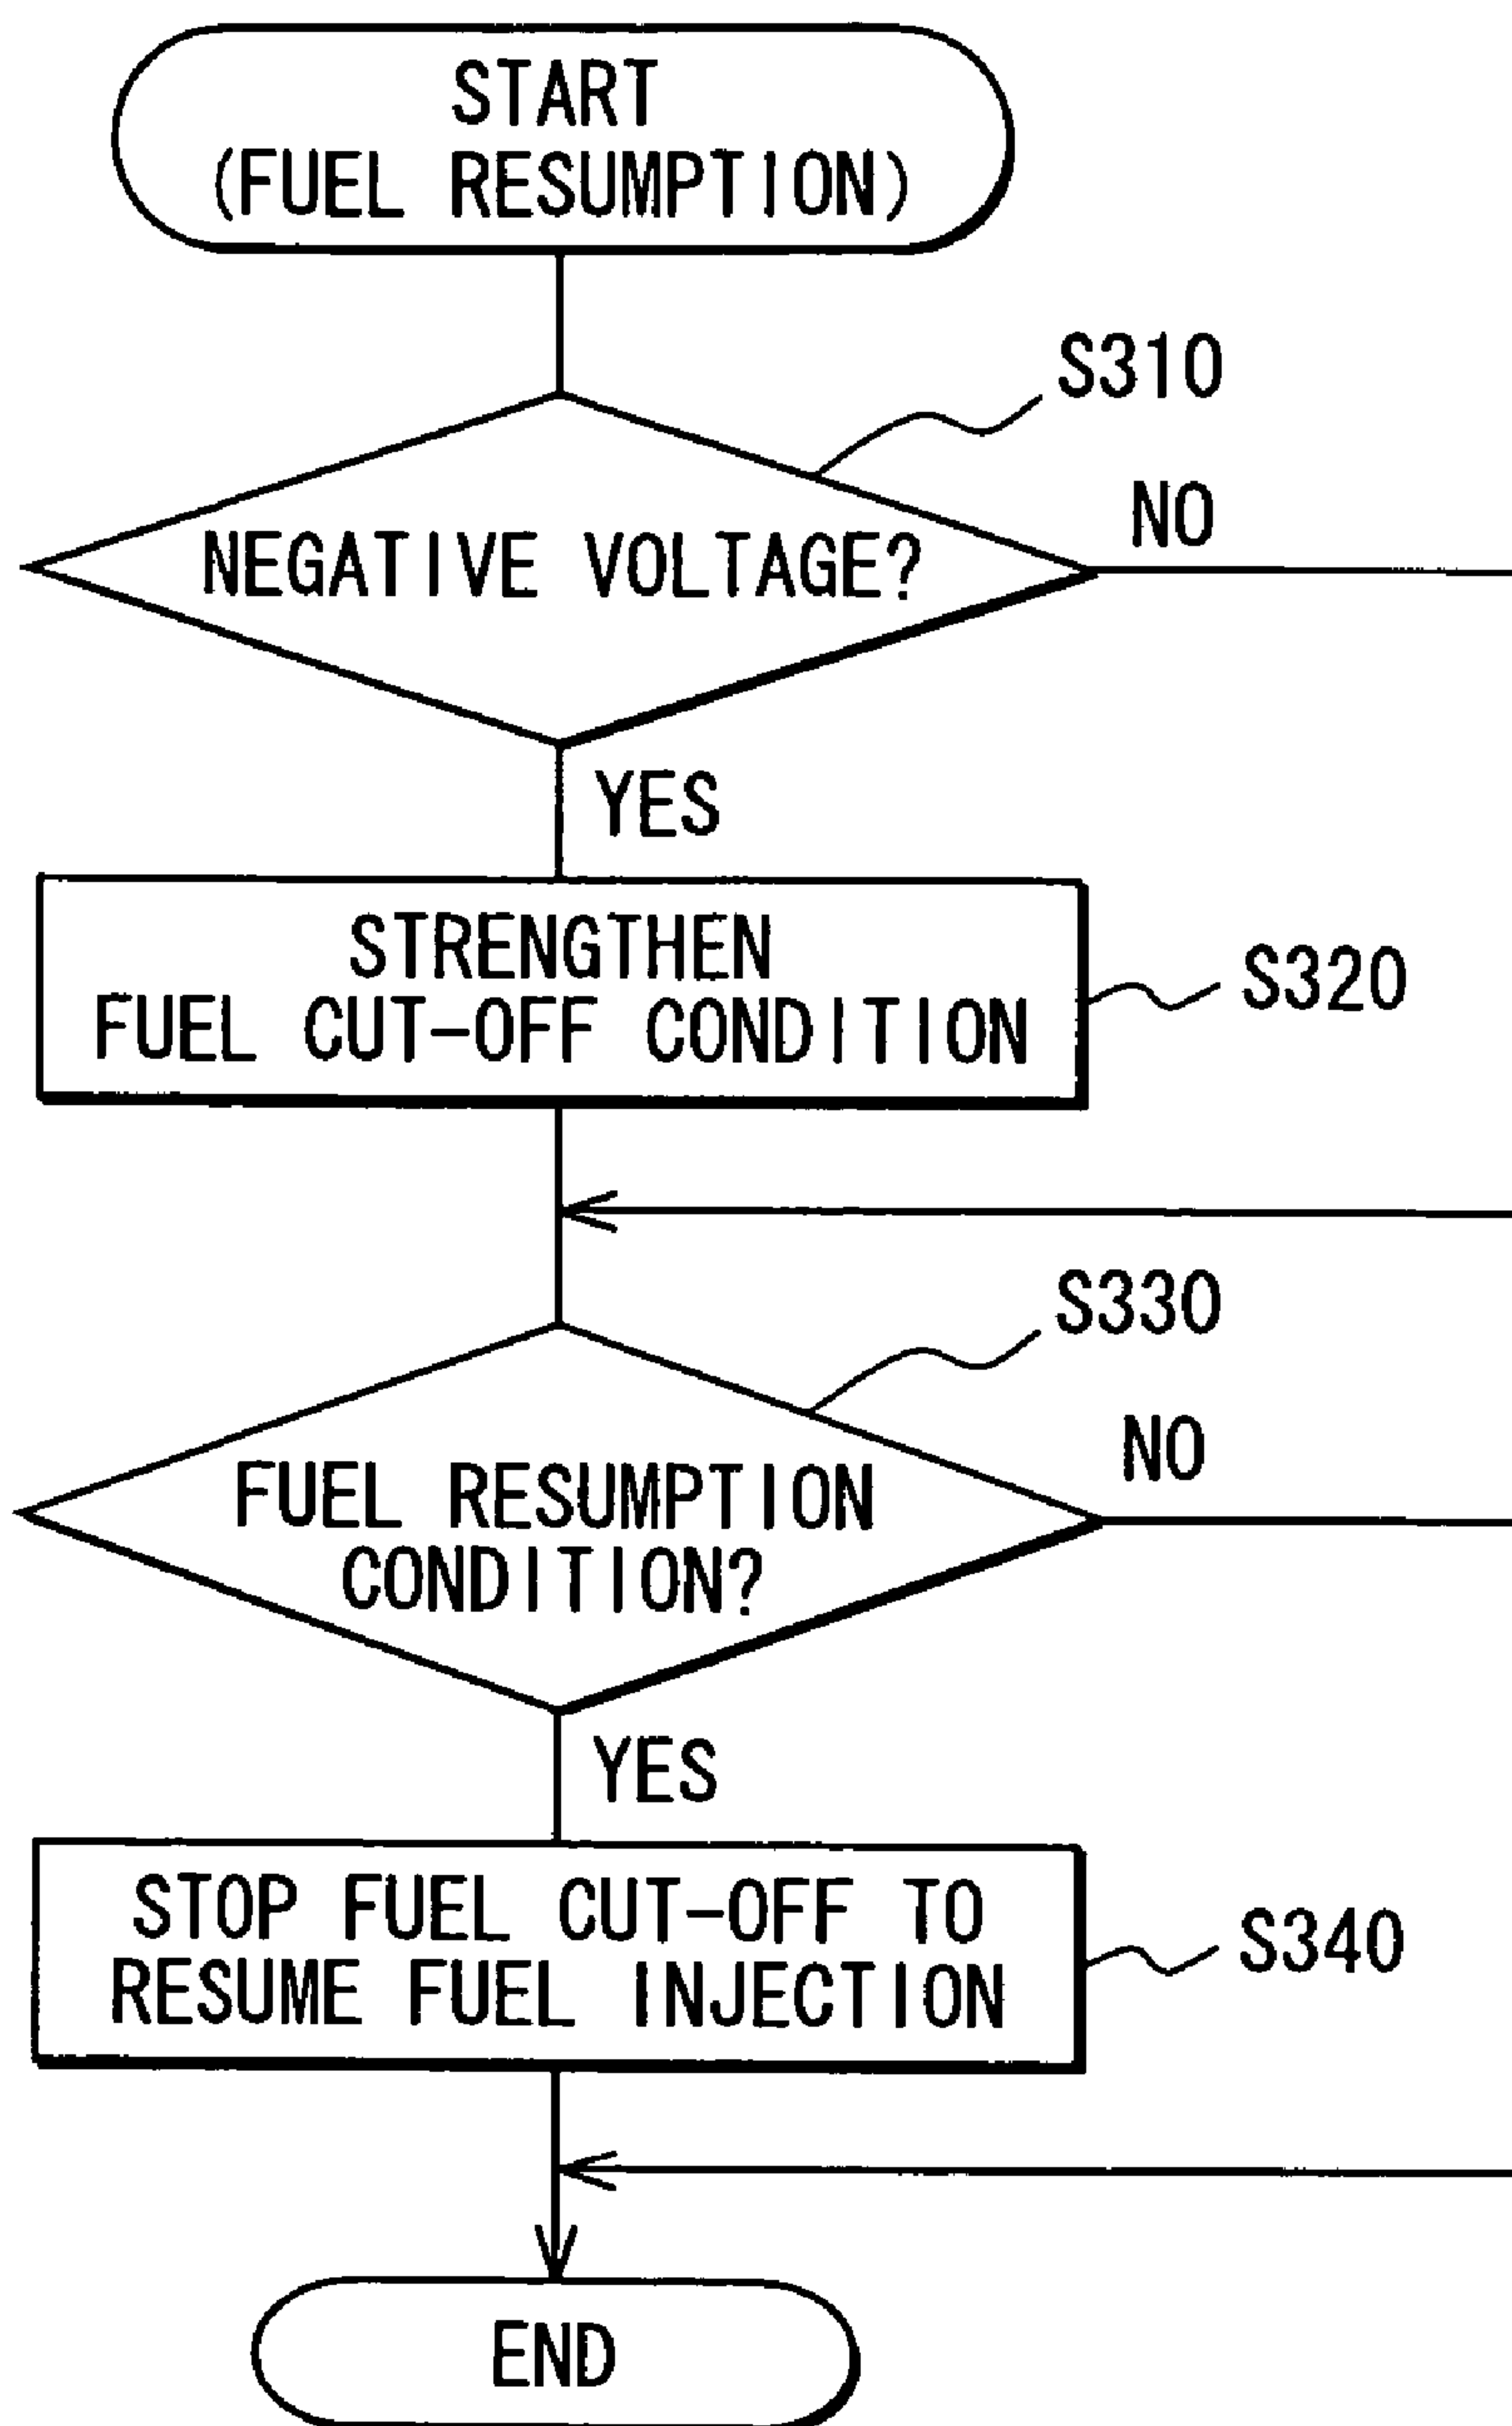 START
(FUEL RESUMPTION)
S310
NO
NEGATIVE VOLTAGE?
YES
STRENGTHEN
FUEL CUT-OFF CONDITION
S320
S330
NO
FUEL RESUMPTION
CONDITION?
YES
STOP FUEL CUT-OFF TO
RESUME FUEL INJECTION
S340
END